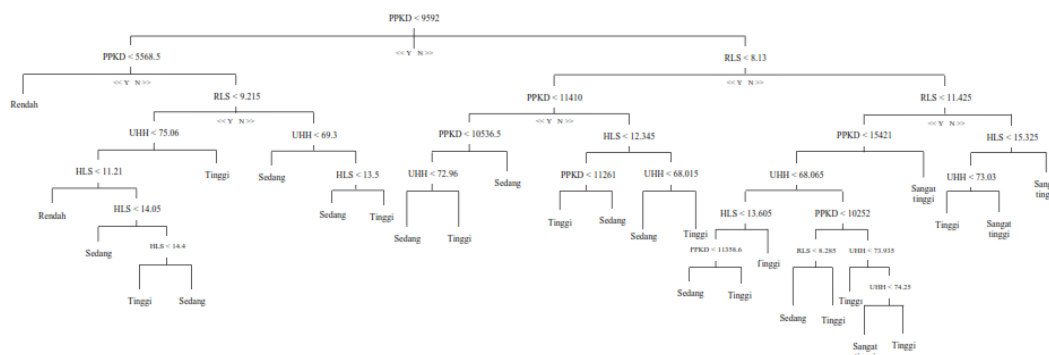 PPKD < 9592
<< Y N >>
PPKD < 5568.5
RLS < 8.13
<< Y N >>
<< Y N >>
Rendah
RLS < 9.215
PPKD < 11410
RLS < 11.425
<< Y N >>
<< Y N >>
UHH < 75.06
UHH < 69.3
PPKD < 10536.5
HLS < 12.345
PPKD < 15421
HLS < 15.325
HLS < 11.21
Tinggi
Sedang
HLS < 13.5
UHH < 72.96
Sedang
PPKD < 11261
UHH < 68.015
UHH < 68.065
Sangat
tinggi
UHH < 73.03
Sangat
Rendah
HLS < 14.05
Sedang
Tinggi
Sedang
Tinggi
Tinggi
Sedang
Sedang
Tinggi
HLS < 13.605
PPKD < 10252
Tinggi
Sangat
tinggi
Sedang
HLS < 14.4
PPKD < 11358.6
Tinggi
RLS < 8.285
UHH < 73.935
Tinggi
Sedang
Sedang
Tinggi
Sedang
Tinggi
Tinggi
UHH < 74.25
Sangat
tinggi
Tinggi